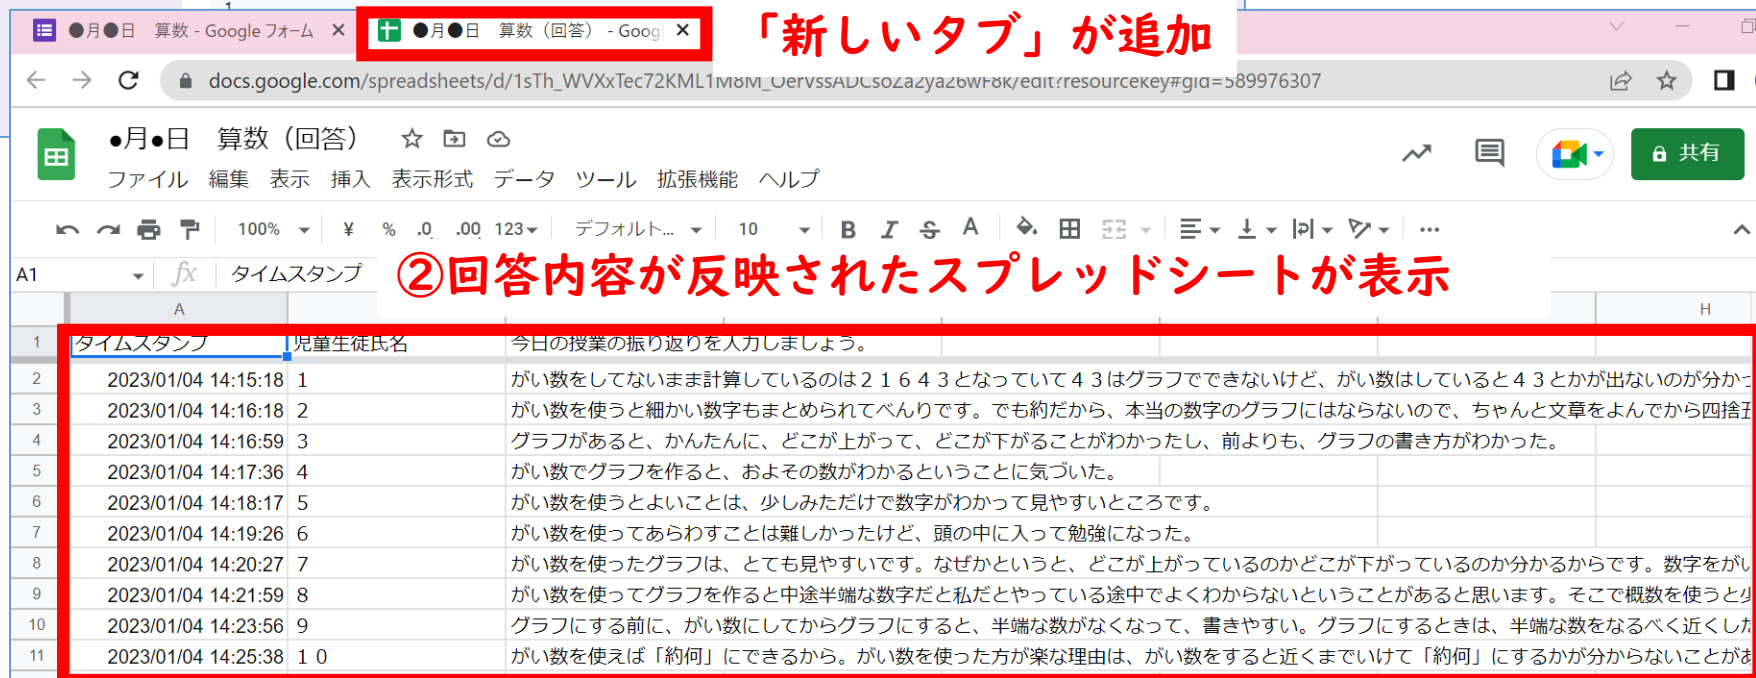 1
●月●日 算数 - Google フォーム ×
●月●日 算数（回答） - Goog ×
「新しいタブ」が追加
docs.google.com/spreadsheets/d/
edit?resourcekey#gid=589976307
●月●日 算数（回答）
ファイル 編集 表示 挿入 表示形式 データ ツール 拡張機能 ヘルプ
共有
100% ¥ % .0 .00 123 デフォルト... 10 B I S A
A1 fx タイムスタンプ
②回答内容が反映されたスプレッドシートが表示
A H
1 タイムスタンプ 児童生徒氏名 今日の授業の振り返りを入力しましょう。
2 2023/01/04 14:15:18 1 がい数をしてないまま計算しているのは２１６４３となっていて４３はグラフでできないけど、がい数はしていると４３とかが出ないのが分かっ
3 2023/01/04 14:16:18 2 がい数を使うと細かい数字もまとめられてべんりです。でも約だから、本当の数字のグラフにはならないので、ちゃんと文章をよんでから四捨五
4 2023/01/04 14:16:59 3 グラフがあると、かんたんに、どこが上がって、どこが下がることがわかったし、前よりも、グラフの書き方がわかった。
5 2023/01/04 14:17:36 4 がい数でグラフを作ると、およその数がわかるということに気づいた。
6 2023/01/04 14:18:17 5 がい数を使うとよいことは、少しみただけで数字がわかって見やすいところです。
7 2023/01/04 14:19:26 6 がい数を使ってあらわすことは難しかったけど、頭の中に入って勉強になった。
8 2023/01/04 14:20:27 7 がい数を使ったグラフは、とても見やすいです。なぜかというと、どこが上がっているのかどこが下がっているのか分かるからです。数字をがい
9 2023/01/04 14:21:59 8 がい数を使ってグラフを作ると中途半端な数字だと私だとやっている途中でよくわからないということがあると思います。そこで概数を使うと少
10 2023/01/04 14:23:56 9 グラフにする前に、がい数にしてからグラフにすると、半端な数がなくなって、書きやすい。グラフにするときは、半端な数をなるべく近くした
11 2023/01/04 14:25:38 １０ がい数を使えば「約何」にできるから。がい数を使った方が楽な理由は、がい数をすると近くまでいけて「約何」にするかが分からないことがあ